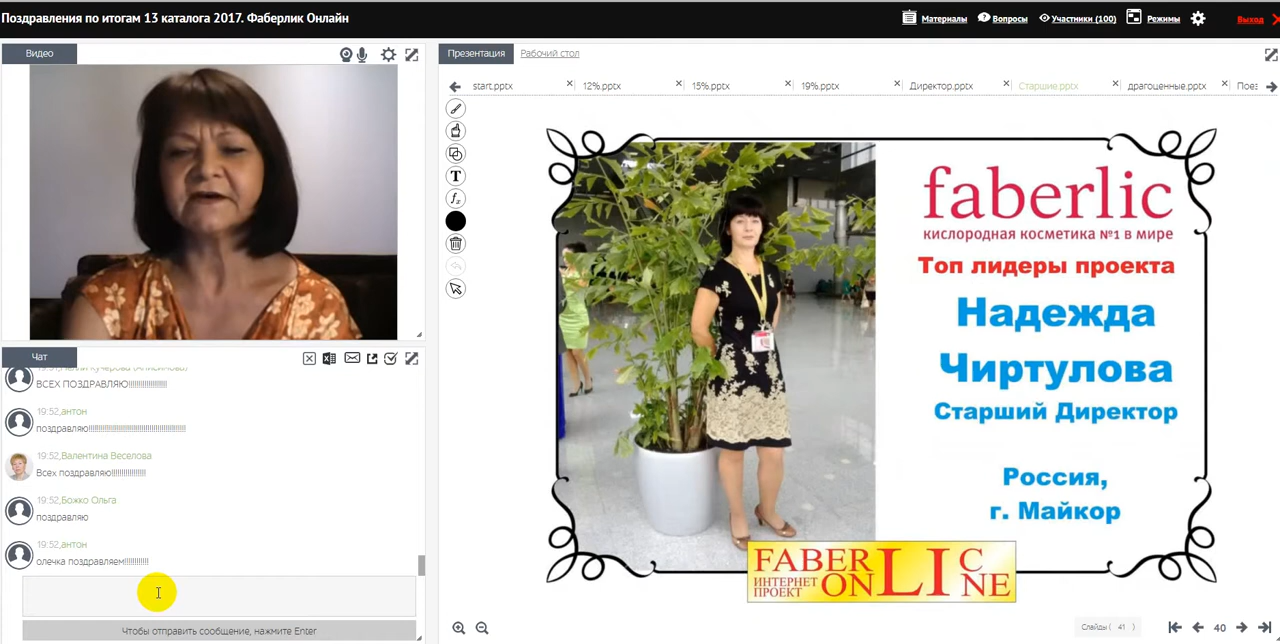 Поздравления по итогам 13 каталога 2017. Фаберлик Онлайн
Материалы
Вопросы
Участники (100)
Режимы
Выход
Видео
Презентация
Рабочий стол
start.pptx
12%.pptx
15%.pptx
19%.pptx
Директор.pptx
Старшие.pptx
драгоценные.pptx
Поез
faberlic
кислородная косметика №1 в мире
Топ лидеры проекта
Надежда
Чиртулова
Старший Директор
Россия,
г. Майкор
FABERLIC
ИНТЕРНЕТ
ПРОЕКТ
ONLINE
Чат
ВСЕХ ПОЗДРАВЛЯЮ!!!!!!!!!!!!!!!!!!!
19:52,антон
поздравляю!!!!!!!!!!!!!!!!!!!!!!!!!!!!!!!!!!!!!!!!!!!!!!!
19:52,Валентина Веселова
Всех поздравляю!!!!!!!!!!!!!!!!
19:52,Божко Ольга
поздравляю
19:52,антон
олечка поздравляем!!!!!!!!!!!!
Чтобы отправить сообщение, нажмите Enter
Слайды ( 41 )
40